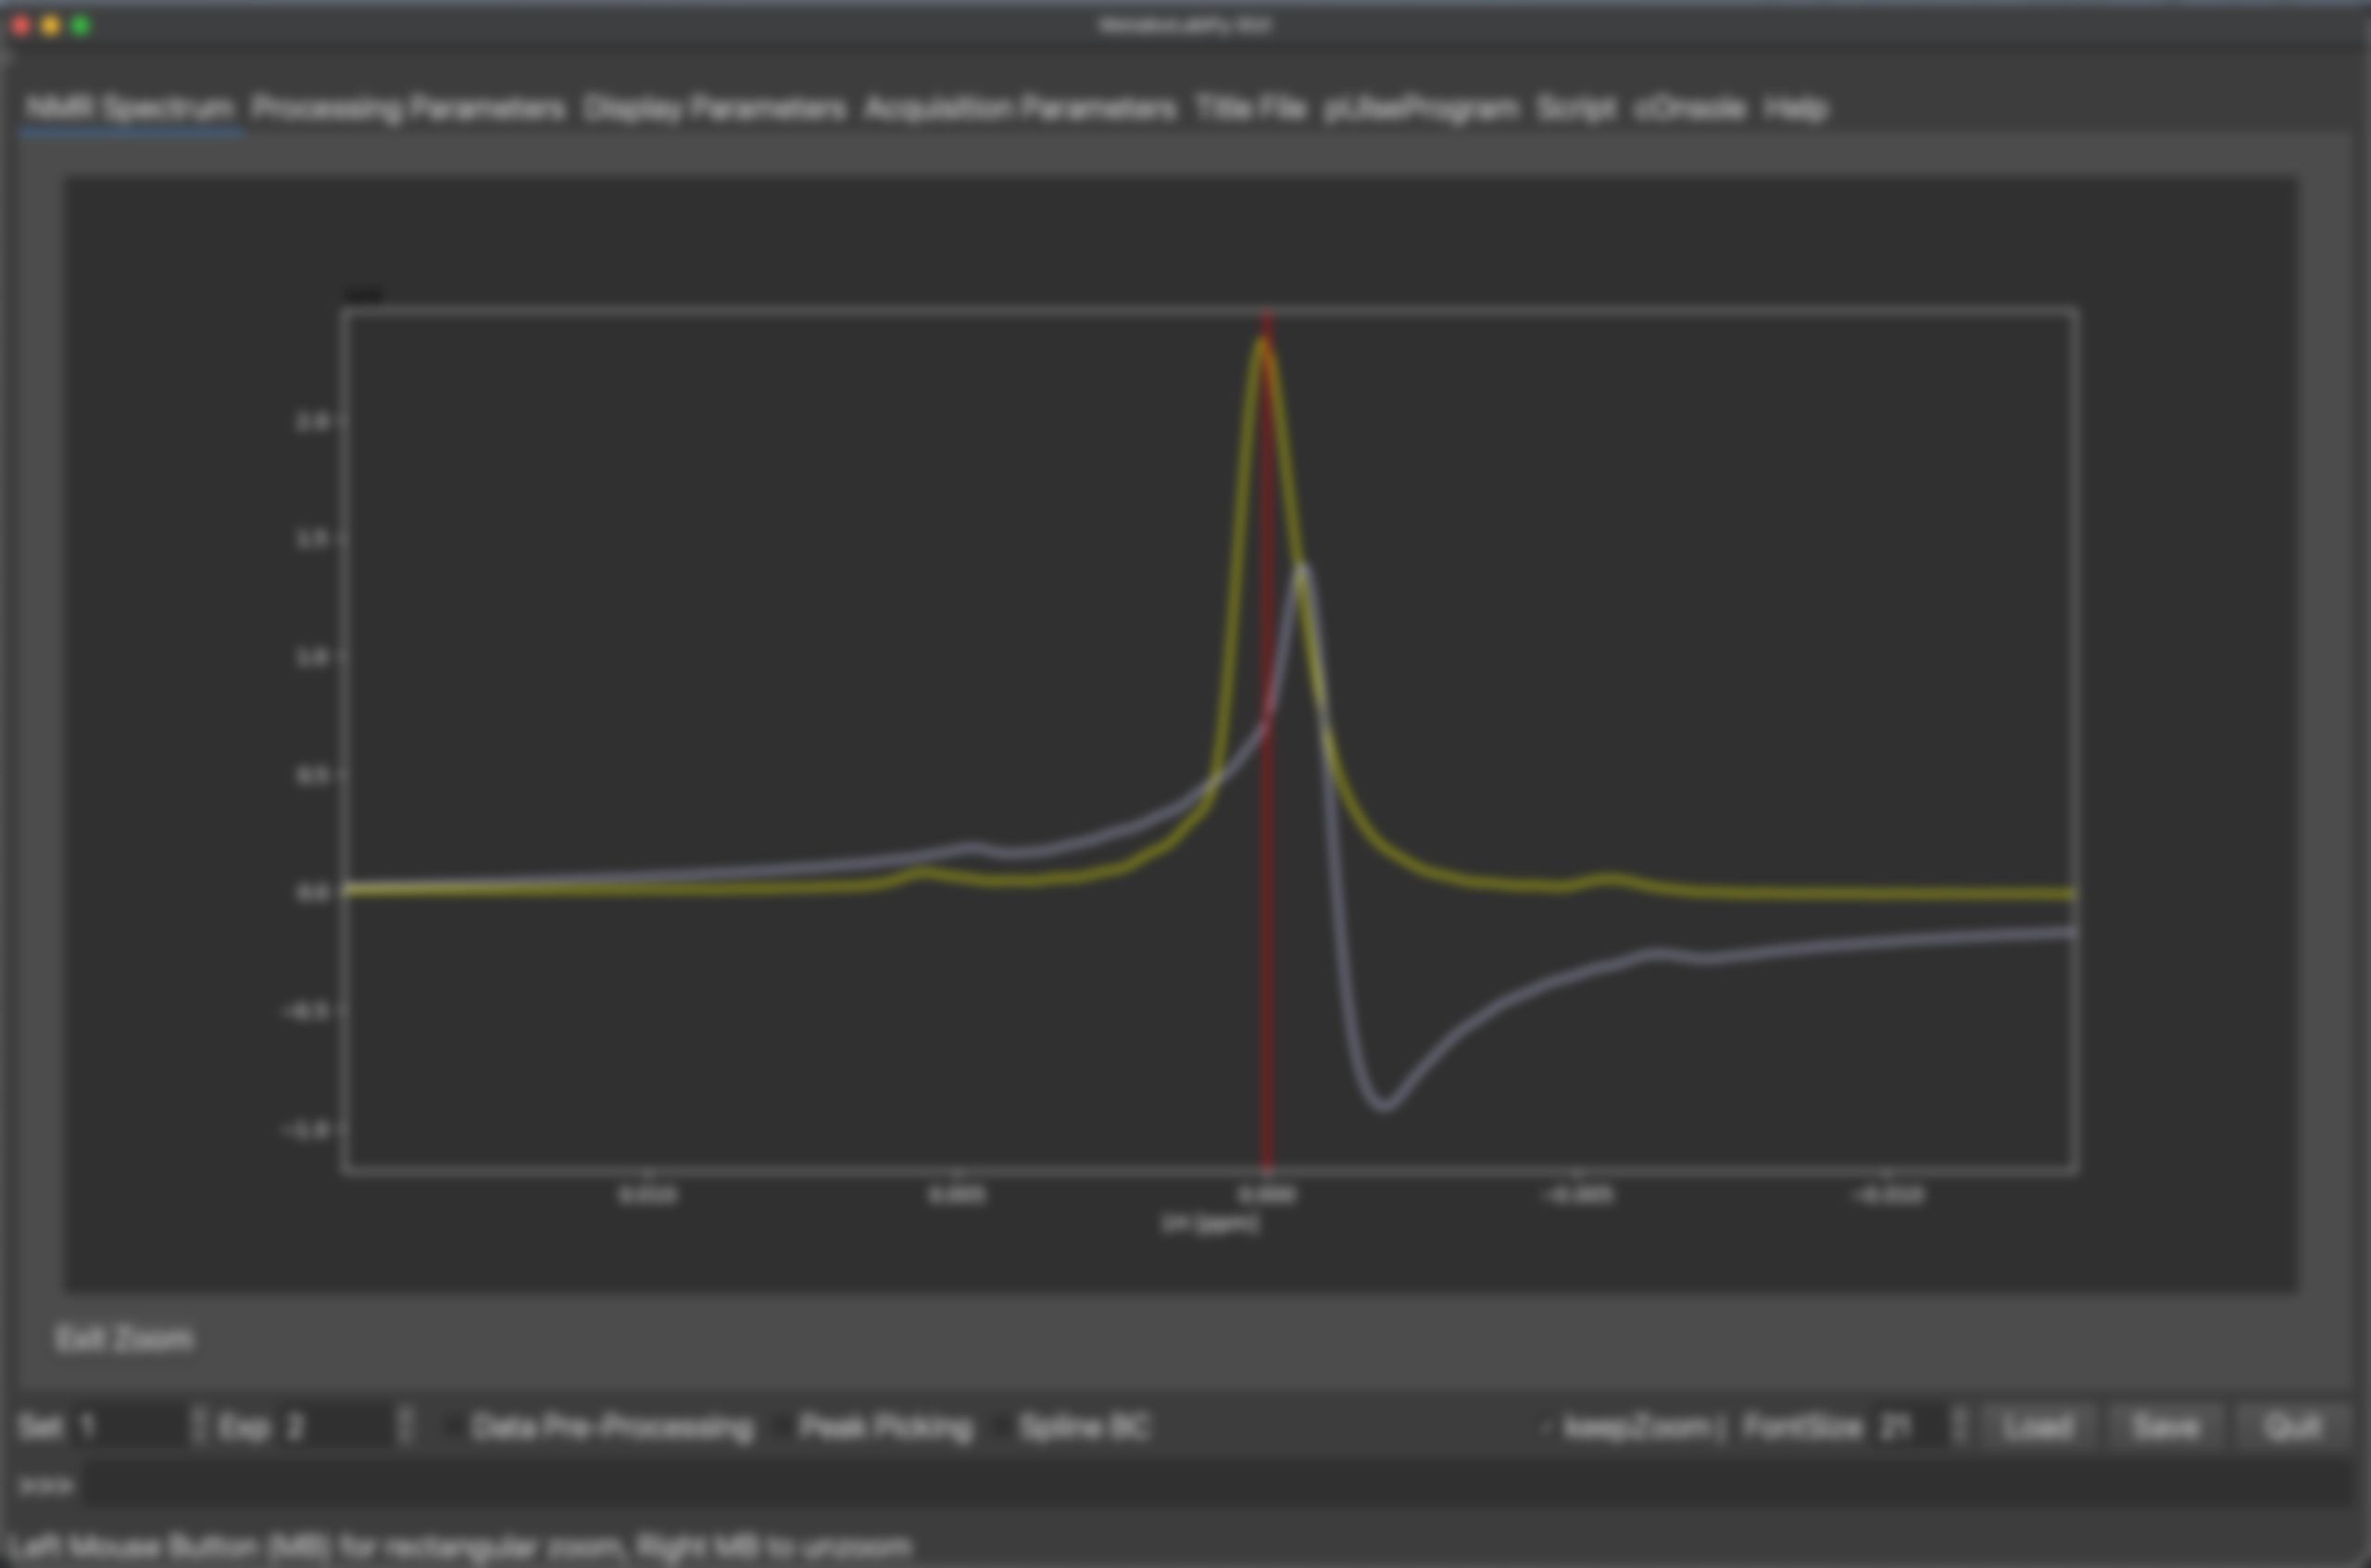 MetaboLabPy GUI
NMR Spectrum Processing Parameters Display Parameters Acquisition Parameters Title File pUlseProgram Script cOnsole Help
2.0
1.5
1.0
0.5
0.0
−0.5
−1.0
0.010 0.005 0.000 −0.005 −0.010
1H [ppm]
Exit Zoom
Set 1 Exp 2 Data Pre-Processing Peak Picking Spline BC keepZoom | FontSize 21 Load Save Quit
>>>
Left Mouse Button (MB) for rectangular zoom, Right MB to unzoom